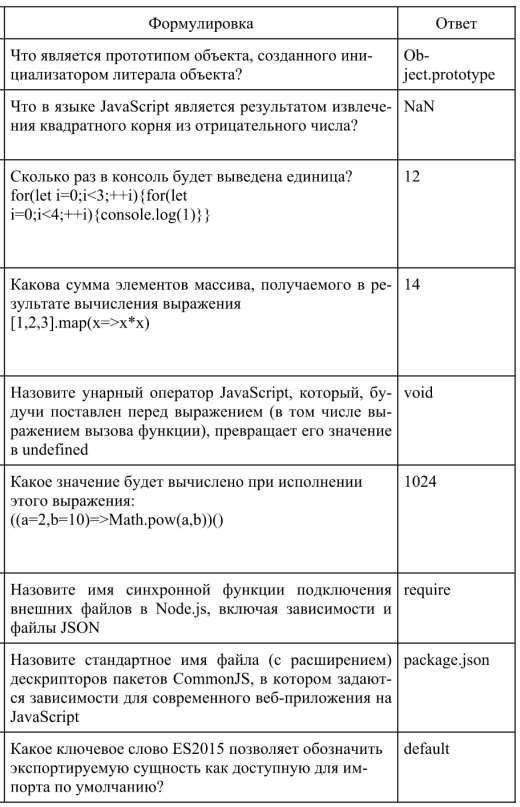 Формулировка
Ответ
Что является прототипом объекта, созданного ини-
циализатором литерала объекта?
Ob-
ject.prototype
Что в языке JavaScript является результатом извлече-
ния квадратного корня из отрицательного числа?
NaN
Сколько раз в консоль будет выведена единица?
for(let i=0;i<3;++i){for(let
i=0;i<4;++i){console.log(1)}}
12
Какова сумма элементов массива, получаемого в ре-
зультате вычисления выражения
[1,2,3].map(x=>x*x)
14
Назовите унарный оператор JavaScript, который, бу-
дучи поставлен перед выражением (в том числе вы-
ражением вызова функции), превращает его значение
в undefined
void
Какое значение будет вычислено при исполнении
этого выражения:
((a=2,b=10)=>Math.pow(a,b))()
1024
Назовите имя синхронной функции подключения
внешних файлов в Node.js, включая зависимости и
файлы JSON
require
Назовите стандартное имя файла (с расширением)
дескрипторов пакетов CommonJS, в котором задают-
ся зависимости для современного веб-приложения на
JavaScript
package.json
Какое ключевое слово ES2015 позволяет обозначить
экспортируемую сущность как доступную для им-
порта по умолчанию?
default